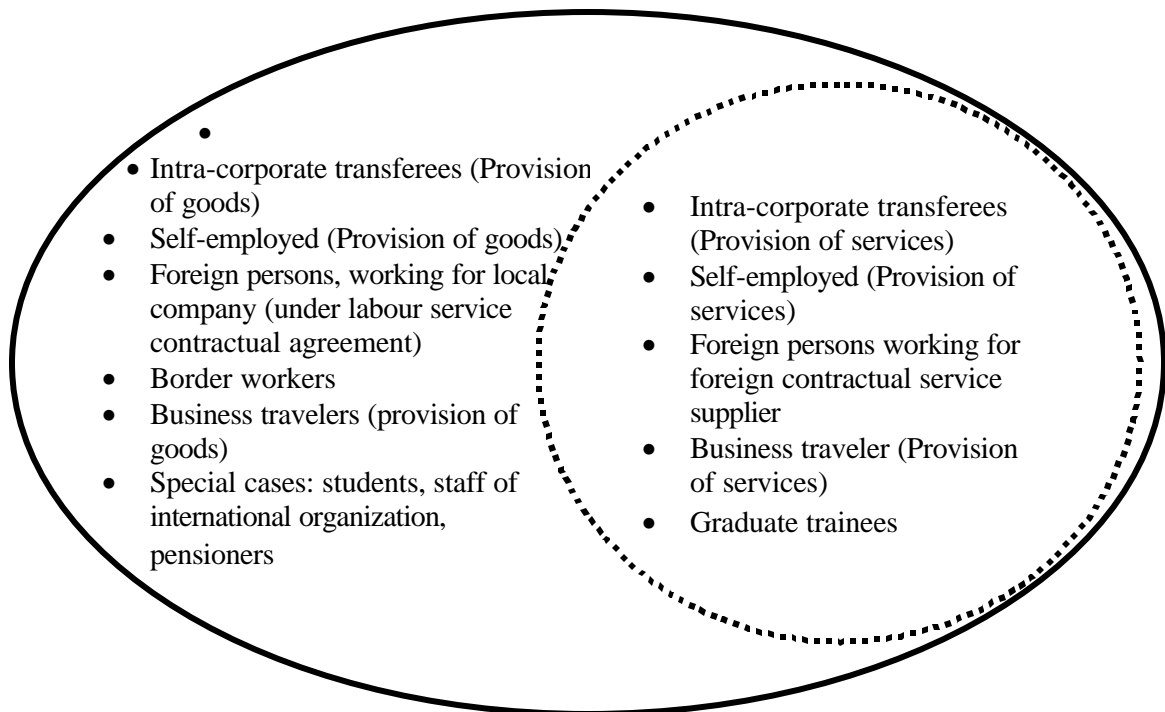 •
• Intra-corporate transferees (Provision
of goods)
• Self-employed (Provision of goods)
• Foreign persons, working for local
company (under labour service
contractual agreement)
• Border workers
• Business travelers (provision of
goods)
• Special cases: students, staff of
international organization,
pensioners
• Intra-corporate transferees
(Provision of services)
• Self-employed (Provision of
services)
• Foreign persons working for
foreign contractual service
supplier
• Business traveler (Provision
of services)
• Graduate trainees